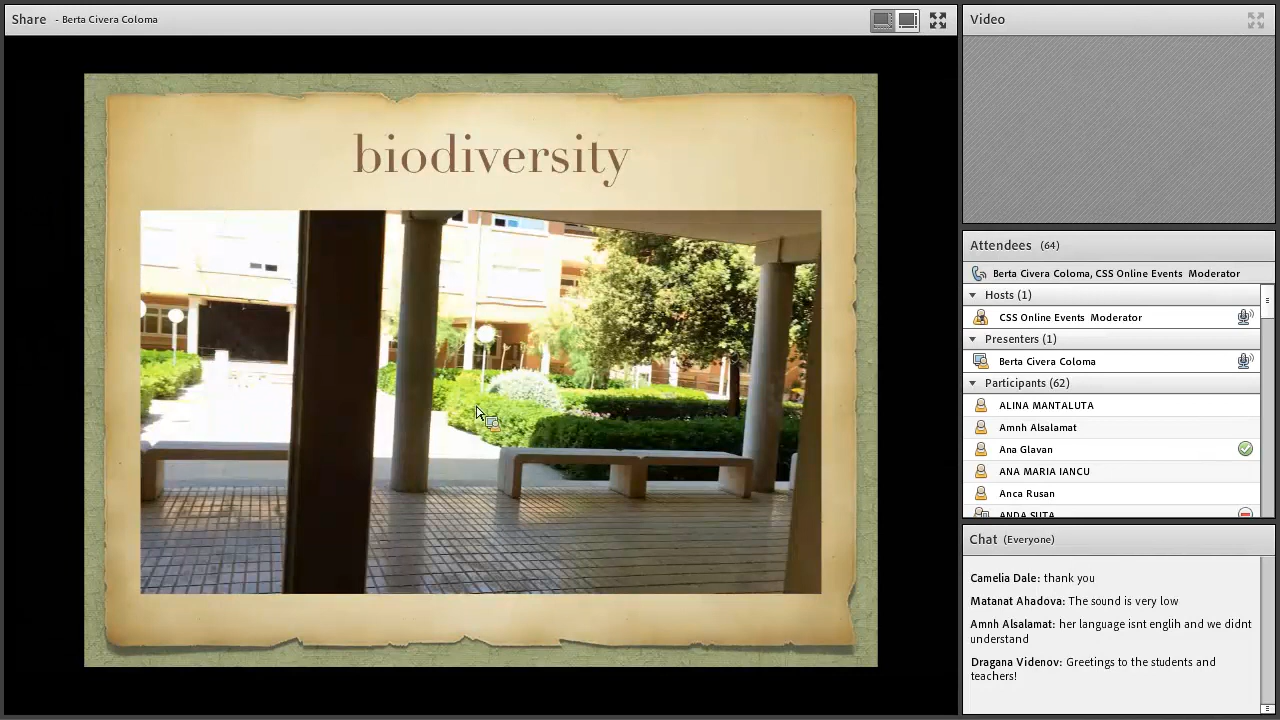 Share - Berta Civera Coloma
biodiversity
Video
Attendees (64)
Berta Civera Coloma, CSS Online Events Moderator
Hosts (1)
CSS Online Events Moderator
Presenters (1)
Berta Civera Coloma
Participants (62)
ALINA MANTALUTA
Amnh Alsalamat
Ana Glavan
ANA MARIA IANCU
Anca Rusan
ANDA SUTA
Chat (Everyone)
Camelia Dale: thank you
Matanat Ahadova: The sound is very low
Amnh Alsalamat: her language isnt englih and we didnt
understand
Dragana Videnov: Greetings to the students and
teachers!